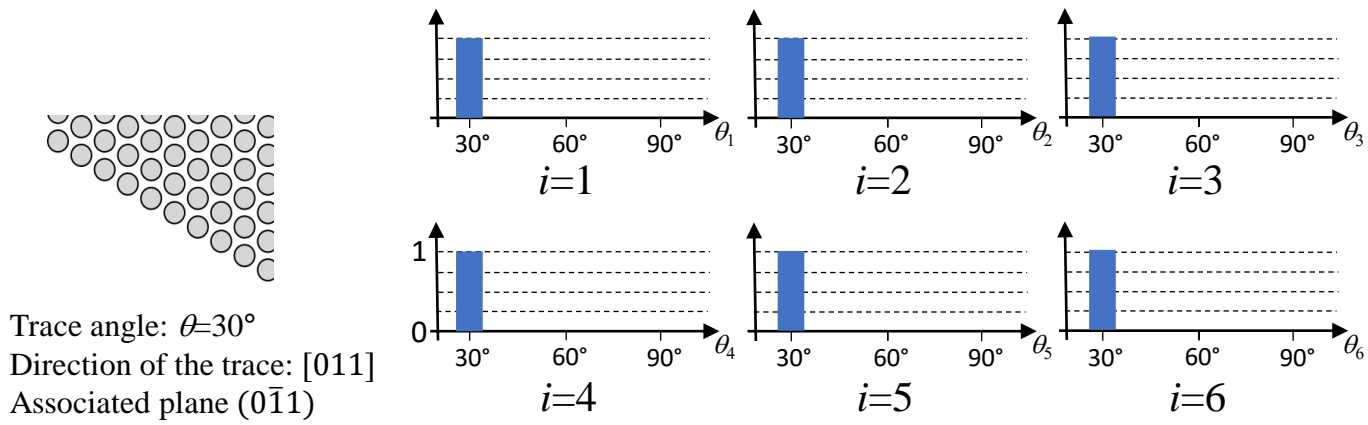 θ₁
30° 60° 90°
i=1
θ₂
30° 60° 90°
i=2
θ₃
30° 60° 90°
i=3
1
0
θ₄
30° 60° 90°
i=4
θ₅
30° 60° 90°
i=5
θ₆
30° 60° 90°
i=6
Trace angle: θ=30°
Direction of the trace: [011]
Associated plane (01̅1)